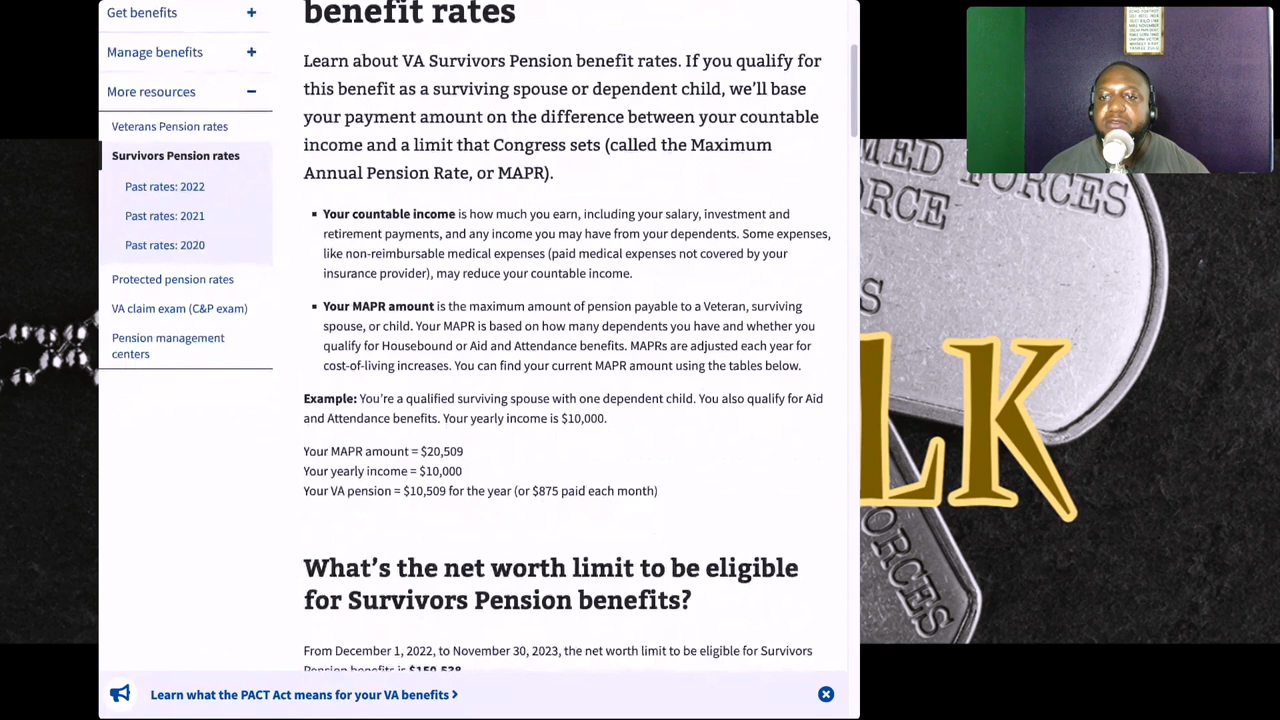 Get benefits
Manage benefits
More resources
Veterans Pension rates
Survivors Pension rates
Past rates: 2022
Past rates: 2021
Past rates: 2020
Protected pension rates
VA claim exam (C&P exam)
Pension management
centers
benefit rates
Learn about VA Survivors Pension benefit rates. If you qualify for
this benefit as a surviving spouse or dependent child, we’ll base
your payment amount on the difference between your countable
income and a limit that Congress sets (called the Maximum
Annual Pension Rate, or MAPR).
Your countable income is how much you earn, including your salary, investment and
retirement payments, and any income you may have from your dependents. Some expenses,
like non-reimbursable medical expenses (paid medical expenses not covered by your
insurance provider), may reduce your countable income.
Your MAPR amount is the maximum amount of pension payable to a Veteran, surviving
spouse, or child. Your MAPR is based on how many dependents you have and whether you
qualify for Housebound or Aid and Attendance benefits. MAPRs are adjusted each year for
cost-of-living increases. You can find your current MAPR amount using the tables below.
Example: You’re a qualified surviving spouse with one dependent child. You also qualify for Aid
and Attendance benefits. Your yearly income is $10,000.
Your MAPR amount = $20,509
Your yearly income = $10,000
Your VA pension = $10,509 for the year (or $875 paid each month)
What’s the net worth limit to be eligible
for Survivors Pension benefits?
From December 1, 2022, to November 30, 2023, the net worth limit to be eligible for Survivors
Pension benefits is $150,538
Learn what the PACT Act means for your VA benefits
MED FORCES
RCE
S
LK
FORCES